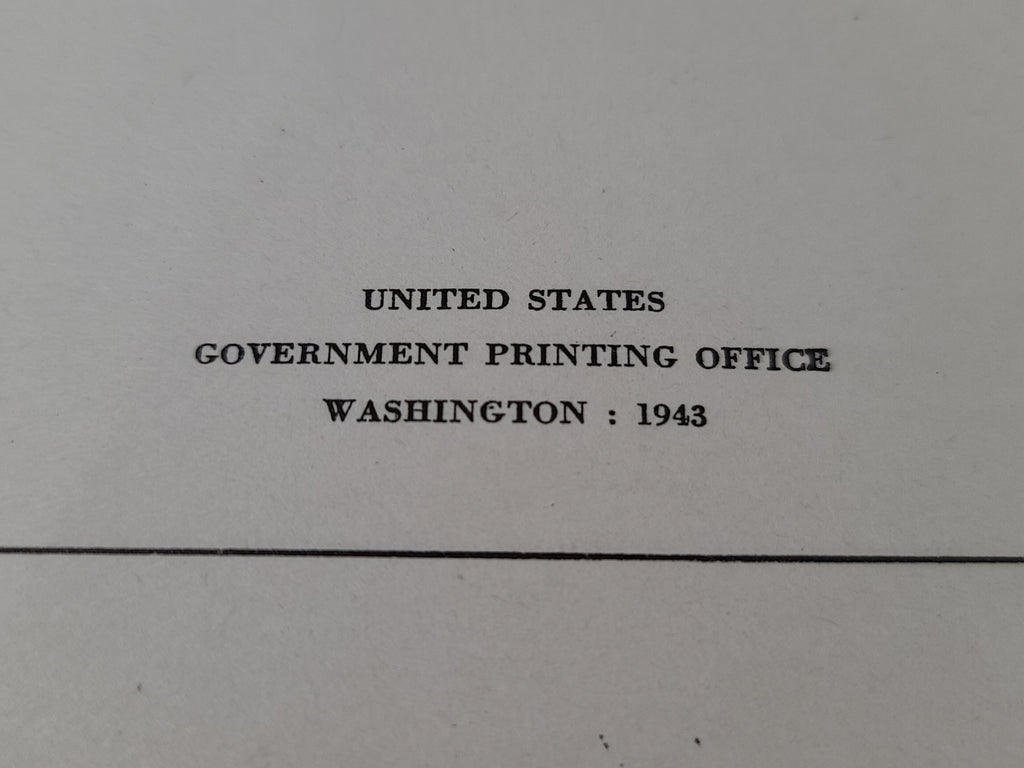 UNITED STATES
GOVERNMENT PRINTING OFFICE
WASHINGTON : 1943